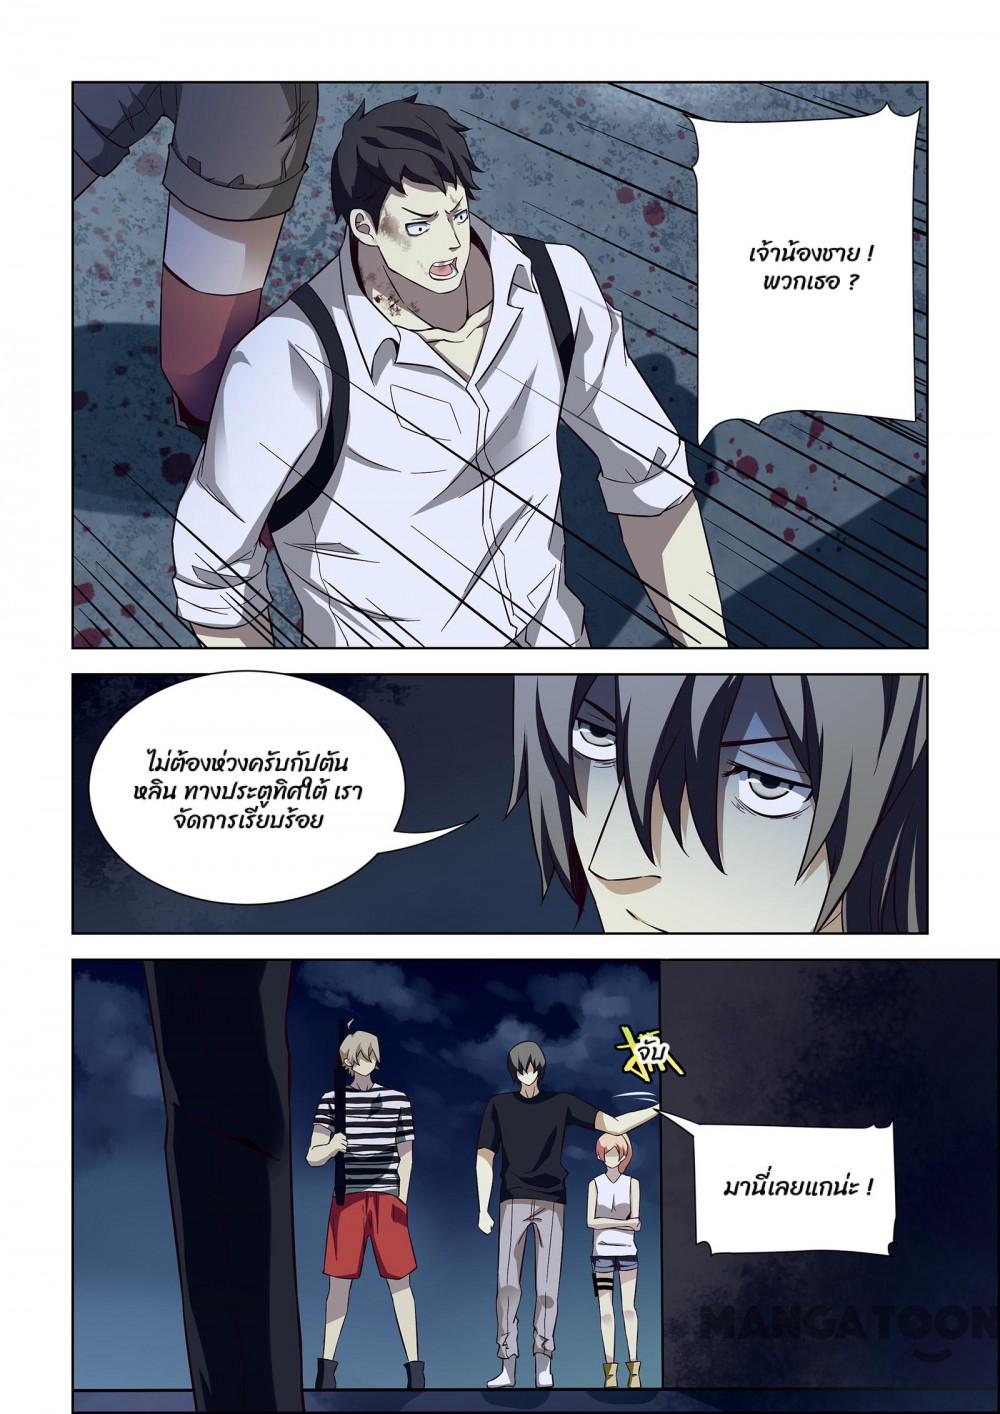 เจ้าน้องชาย !
พวกเธอ ?
ไม่ต้องห่วงครับกัปตัน
หลิน ทางประตูทิศใต้ เรา
จัดการเรียบร้อย
จับ
มานี่เลยแกน่ะ !
MANGATOON